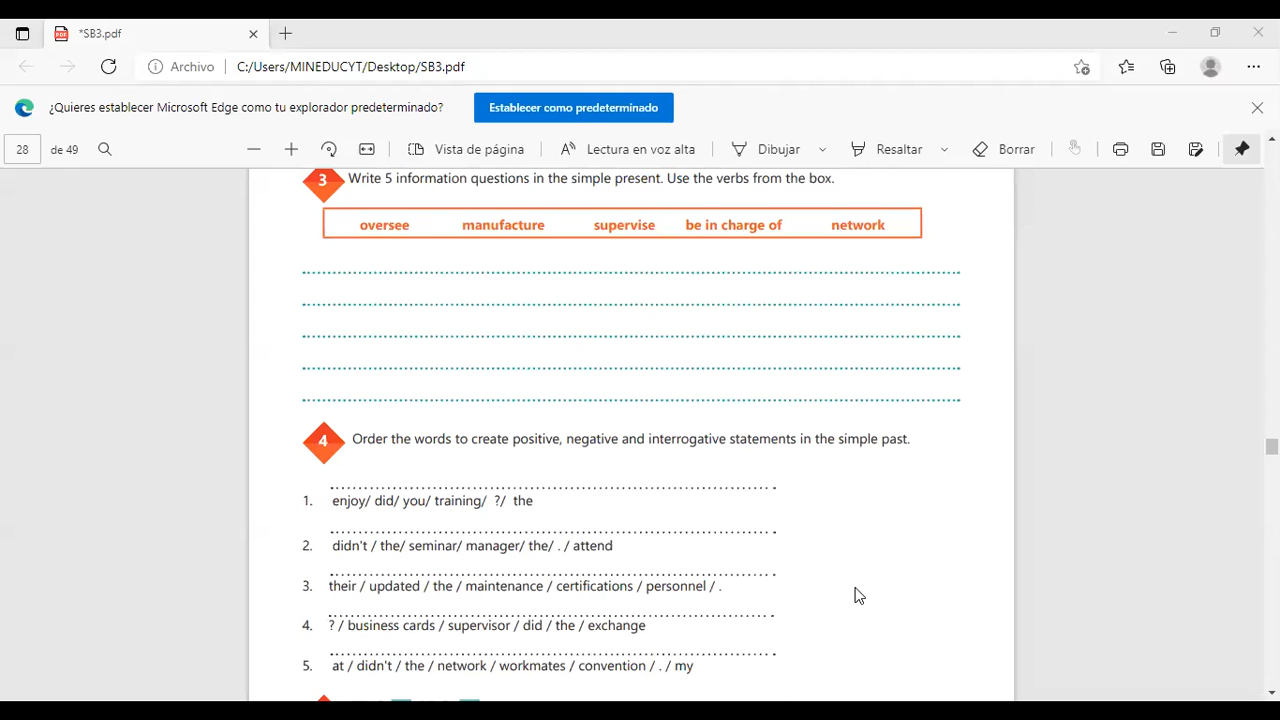 *SB3.pdf
Archivo C:/Users/MINEDUCYT/Desktop/SB3.pdf
¿Quieres establecer Microsoft Edge como tu explorador predeterminado? Establecer como predeterminado
28 de 49 Vista de página Lectura en voz alta Dibujar Resaltar Borrar
3 Write 5 information questions in the simple present. Use the verbs from the box.
oversee manufacture supervise be in charge of network
4 Order the words to create positive, negative and interrogative statements in the simple past.
1. enjoy/ did/ you/ training/ ?/ the
2. didn't / the/ seminar/ manager/ the/ . / attend
3. their / updated / the / maintenance / certifications / personnel / .
4. ? / business cards / supervisor / did / the / exchange
5. at / didn't / the / network / workmates / convention / . / my